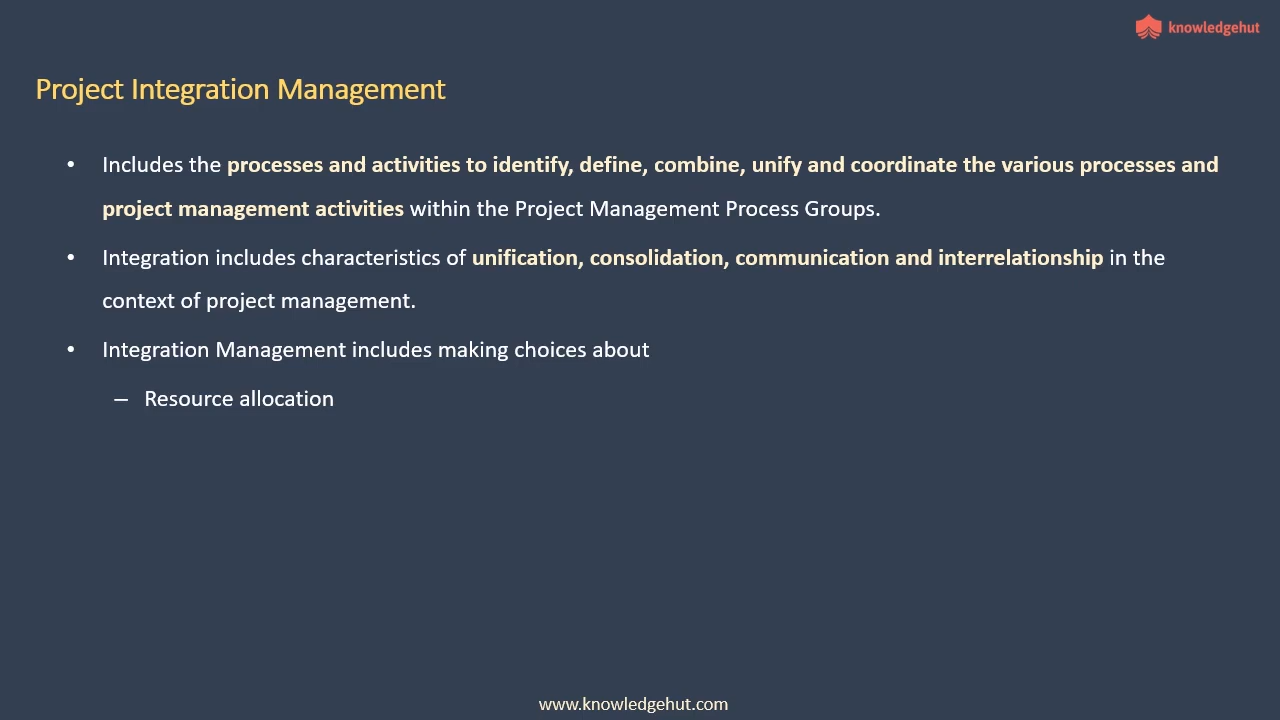 knowledgehut
Project Integration Management
• Includes the processes and activities to identify, define, combine, unify and coordinate the various processes and
project management activities within the Project Management Process Groups.
• Integration includes characteristics of unification, consolidation, communication and interrelationship in the
context of project management.
• Integration Management includes making choices about
– Resource allocation
www.knowledgehut.com